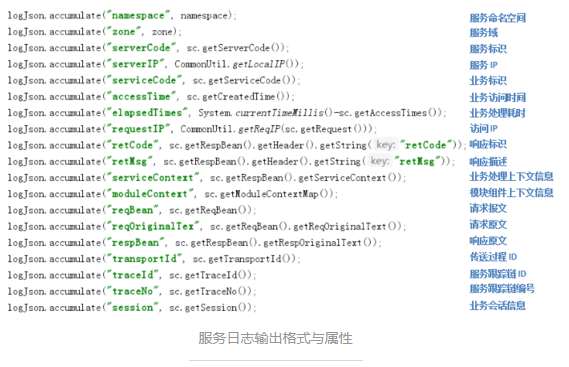 logJson.accumulate("namespace", namespace); 服务命名空间
logJson.accumulate("zone", zone); 服务域
logJson.accumulate("serverCode", sc.getServerCode()); 服务标识
logJson.accumulate("serverIP", CommonUtil.getLocalIP()); 服务 IP
logJson.accumulate("serviceCode", sc.getServiceCode()); 业务标识
logJson.accumulate("accessTime", sc.getCreatedTime()); 业务访问时间
logJson.accumulate("elapsedTimes", System.currentTimeMillis()-sc.getAccessTimes()); 业务处理耗时
logJson.accumulate("requestIP", CommonUtil.getReqIP(sc.getRequest())); 访问 IP
logJson.accumulate("retCode", sc.getRespBean().getHeader().getString( key: "retCode")); 响应标识
logJson.accumulate("retMsg", sc.getRespBean().getHeader().getString( key: "retMsg")); 响应描述
logJson.accumulate("serviceContext", sc.getRespBean().getServiceContext()); 业务处理上下文信息
logJson.accumulate("moduleContext", sc.getModuleContextMap()); 模块组件上下文信息
logJson.accumulate("reqBean", sc.getReqBean()); 请求报文
logJson.accumulate("reqOriginalTex", sc.getReqBean().getReqOriginalText()); 请求原文
logJson.accumulate("respBean", sc.getRespBean().getRespOriginalText()); 响应原文
logJson.accumulate("transportId", sc.getTransportId()); 传送过程 ID
logJson.accumulate("traceId", sc.getTraceId()); 服务跟踪链 ID
logJson.accumulate("traceNo", sc.getTraceNo()); 服务跟踪链编号
logJson.accumulate("session", sc.getSession()); 业务会话信息
服务日志输出格式与属性